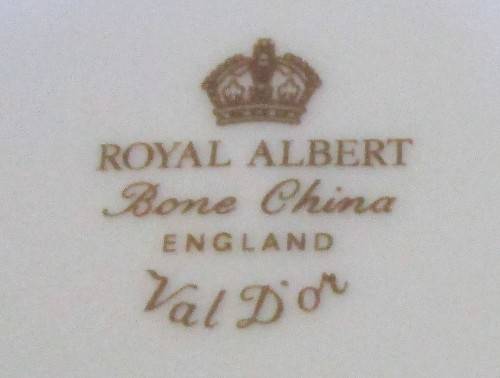 ROYAL ALBERT
Bone China
ENGLAND
Val D'or